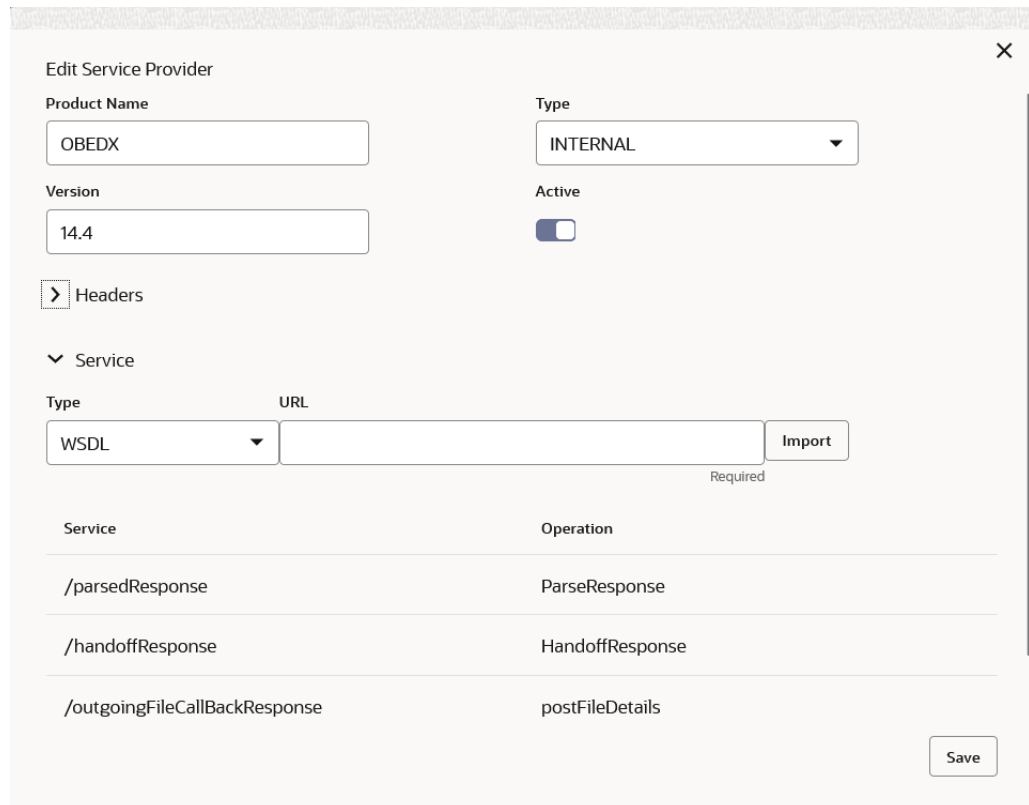 Edit Service Provider
Product Name Type
OBEDX INTERNAL
Version Active
14.4
Headers
Service
Type URL
WSDL Import
Required
Service Operation
/parsedResponse ParseResponse
/handoffResponse HandoffResponse
/outgoingFileCallBackResponse postFileDetails
Save